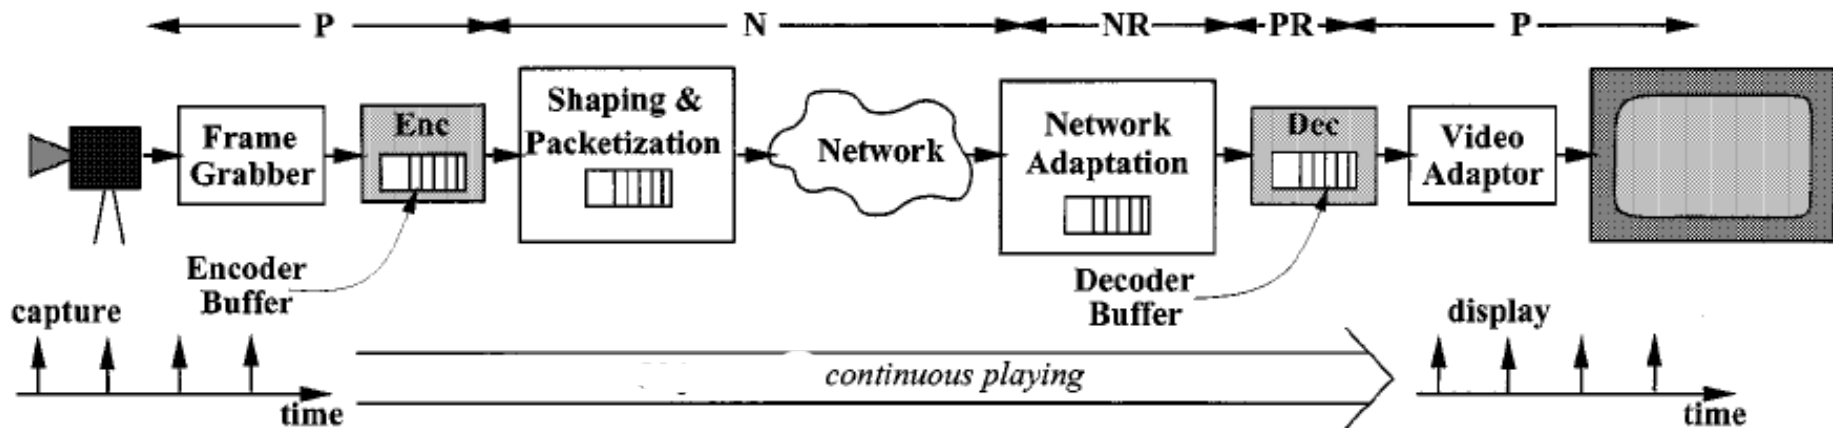 P
N
NR
PR
P
Frame
Grabber
Enc
Shaping &
Packetization
Network
Network
Adaptation
Dec
Video
Adaptor
Encoder
Buffer
Decoder
Buffer
capture
time
continuous playing
display
time